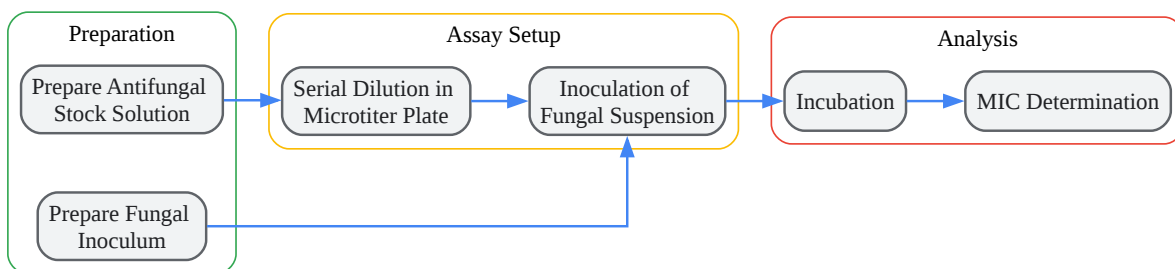 Preparation
Prepare Antifungal
Stock Solution
Prepare Fungal
Inoculum
Assay Setup
Serial Dilution in
Microtiter Plate
Inoculation of
Fungal Suspension
Analysis
Incubation
MIC Determination